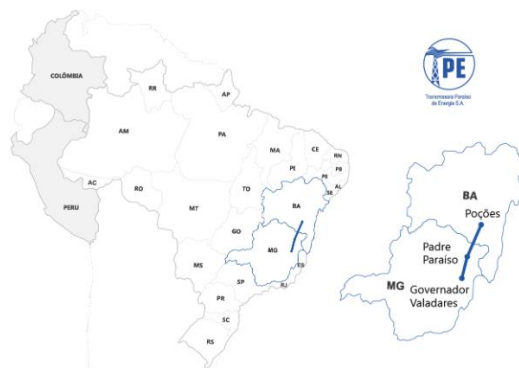 COLÔMBIA
PERU
RR
AP
AM
PA
MA
CE
RN
PB
PI
PE
AL
SE
AC
RO
TO
MT
BA
GO
MG
ES
MS
SP
RJ
PR
SC
RS
TPE
Transmissora Paraíso
de Energia S.A.
BA
Poções
Padre
Paraíso
MG
Governador
Valadares